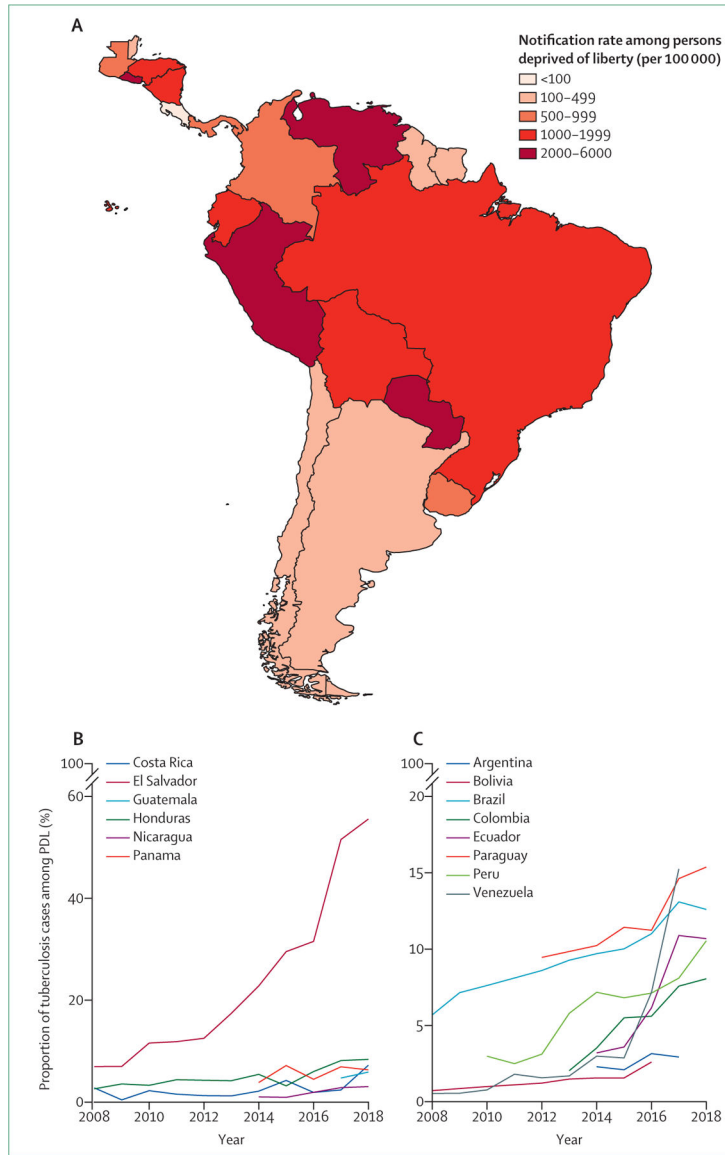 A
Notification rate among persons
deprived of liberty (per 100 000)
<100
100–499
500–999
1000–1999
2000–6000
B
Costa Rica
El Salvador
Guatemala
Honduras
Nicaragua
Panama
Proportion of tuberculosis cases among PDL (%)
100
60
40
20
0
2008
2010
2012
2014
2016
2018
Year
C
Argentina
Bolivia
Brazil
Colombia
Ecuador
Paraguay
Peru
Venezuela
100
20
15
10
5
0
2008
2010
2012
2014
2016
2018
Year